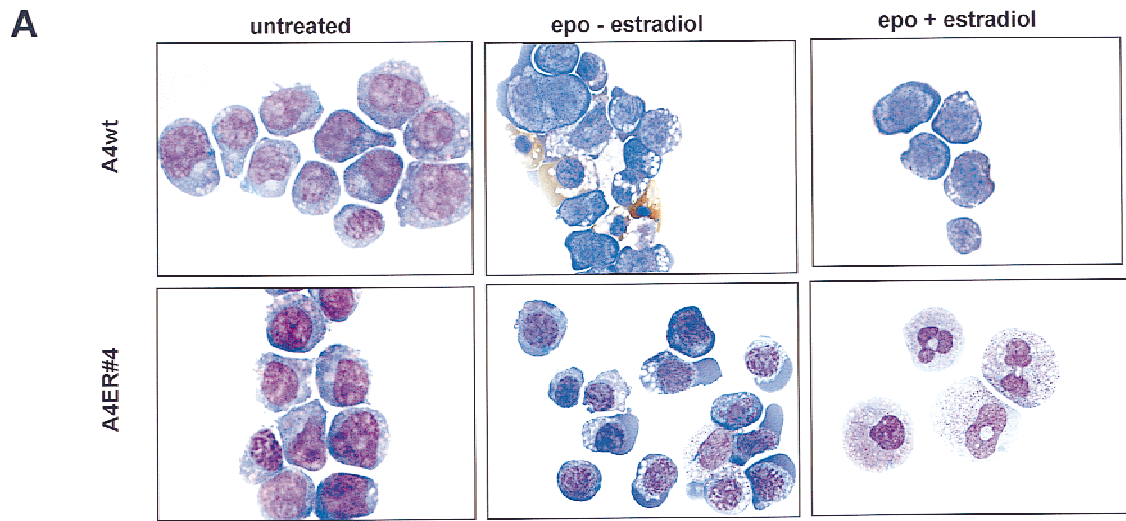 A
untreated
epo - estradiol
epo + estradiol
A4wt
A4ER#4